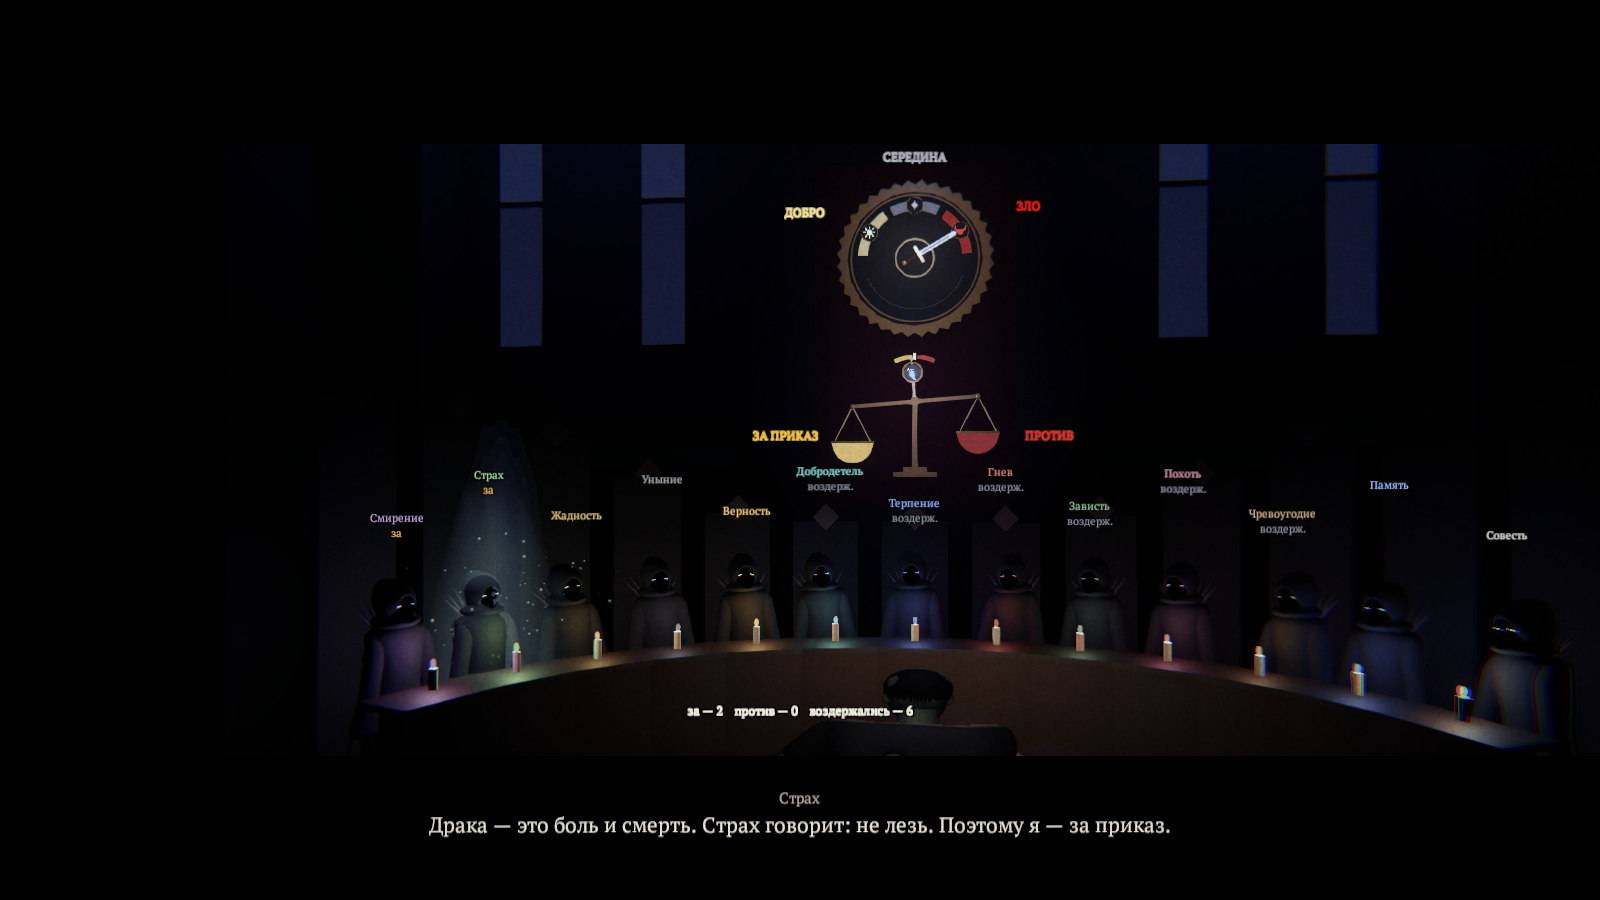 СЕРЕДИНА
ДОБРО
ЗЛО
ЗА ПРИКАЗ
ПРОТИВ
Смирение
за
Страх
за
Жадность
Уныние
Верность
Добродетель
воздерж.
Терпение
воздерж.
Гнев
воздерж.
Зависть
воздерж.
Похоть
воздерж.
Чревоугодие
воздерж.
Память
Совесть
за — 2 против — 0 воздержались — 6
Страх
Драка — это боль и смерть. Страх говорит: не лезь. Поэтому я — за приказ.